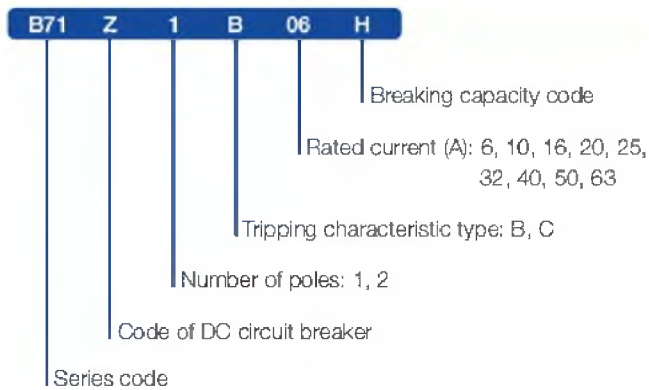 B71 Z 1 B 06 H
Breaking capacity code
Rated current (A): 6, 10, 16, 20, 25,
32, 40, 50, 63
Tripping characteristic type: B, C
Number of poles: 1, 2
Code of DC circuit breaker
Series code